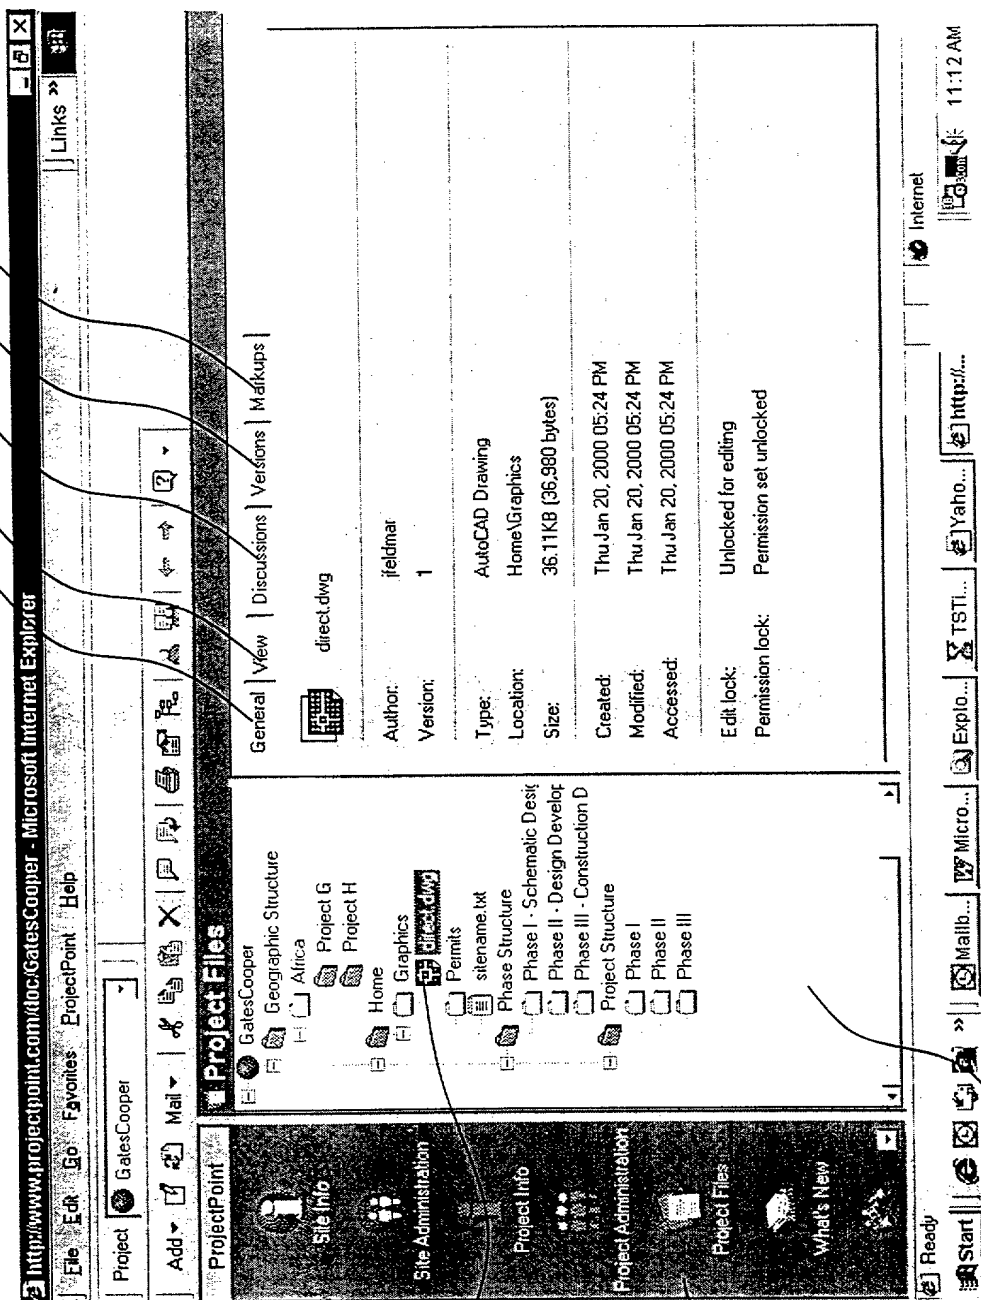 http://www.projectpoint.com/doc/GatesCooper - Microsoft Internet Explorer
File Edit Go Favorites ProjectPoint Help
Links »
Project GatesCooper
Add Mail
ProjectPoint
Site Info
Site Administration
Project Info
Project Administration
Project Files
What's New
Project Files
GatesCooper
Geographic Structure
Africa
Project G
Project H
Home
Graphics
direct.dwg
Permits
sitename.txt
Phase Structure
Phase I - Schematic Desig
Phase II - Design Develop
Phase III - Construction D
Project Structure
Phase I
Phase II
Phase III
General | View | Discussions | Versions | Markups |
direct.dwg
Author: jfeldmar
Version: 1
Type: AutoCAD Drawing
Location: Home\Graphics
Size: 36.11KB (36,980 bytes)
Created: Thu Jan 20, 2000 05:24 PM
Modified: Thu Jan 20, 2000 05:24 PM
Accessed: Thu Jan 20, 2000 05:24 PM
Edit lock: Unlocked for editing
Permission lock: Permission set unlocked
Ready
Internet
Start » Mailb... Micro... Explo... TSTi... Yaho... http://...
11:12 AM